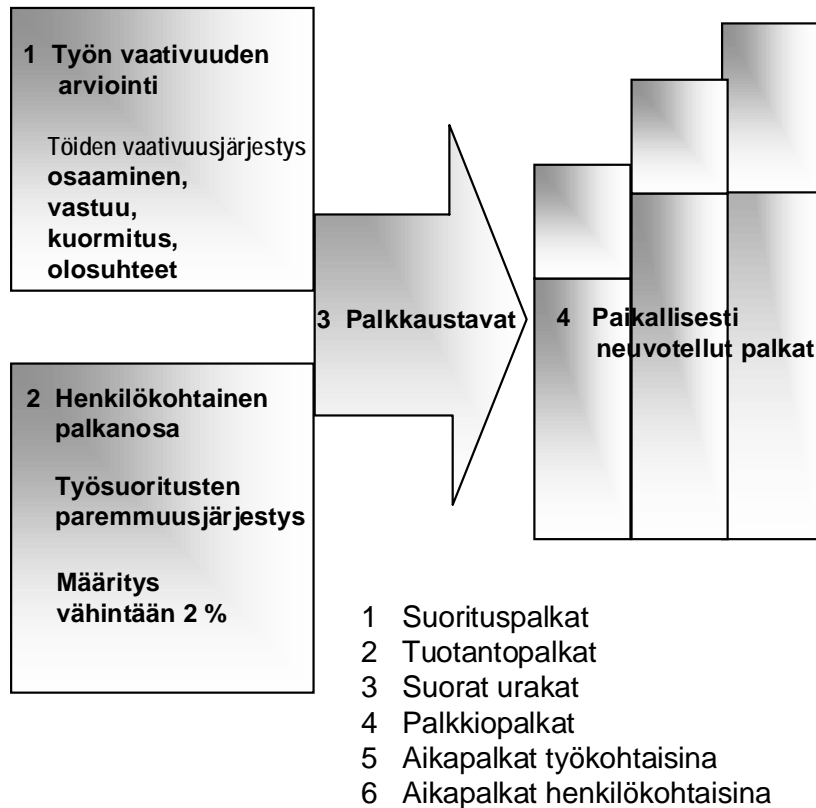 1 Työn vaativuuden
arviointi
Töiden vaativuusjärjestys
osaaminen,
vastuu,
kuormitus,
olosuhteet
2 Henkilökohtainen
palkanosa
Työsuoritusten
paremmuusjärjestys
Määritys
vähintään 2 %
3 Palkkaustavat
4 Paikallisesti
neuvotellut palkat
1 Suorituspalkat
2 Tuotantopalkat
3 Suorat urakat
4 Palkkiopalkat
5 Aikapalkat työkohtaisina
6 Aikapalkat henkilökohtaisina